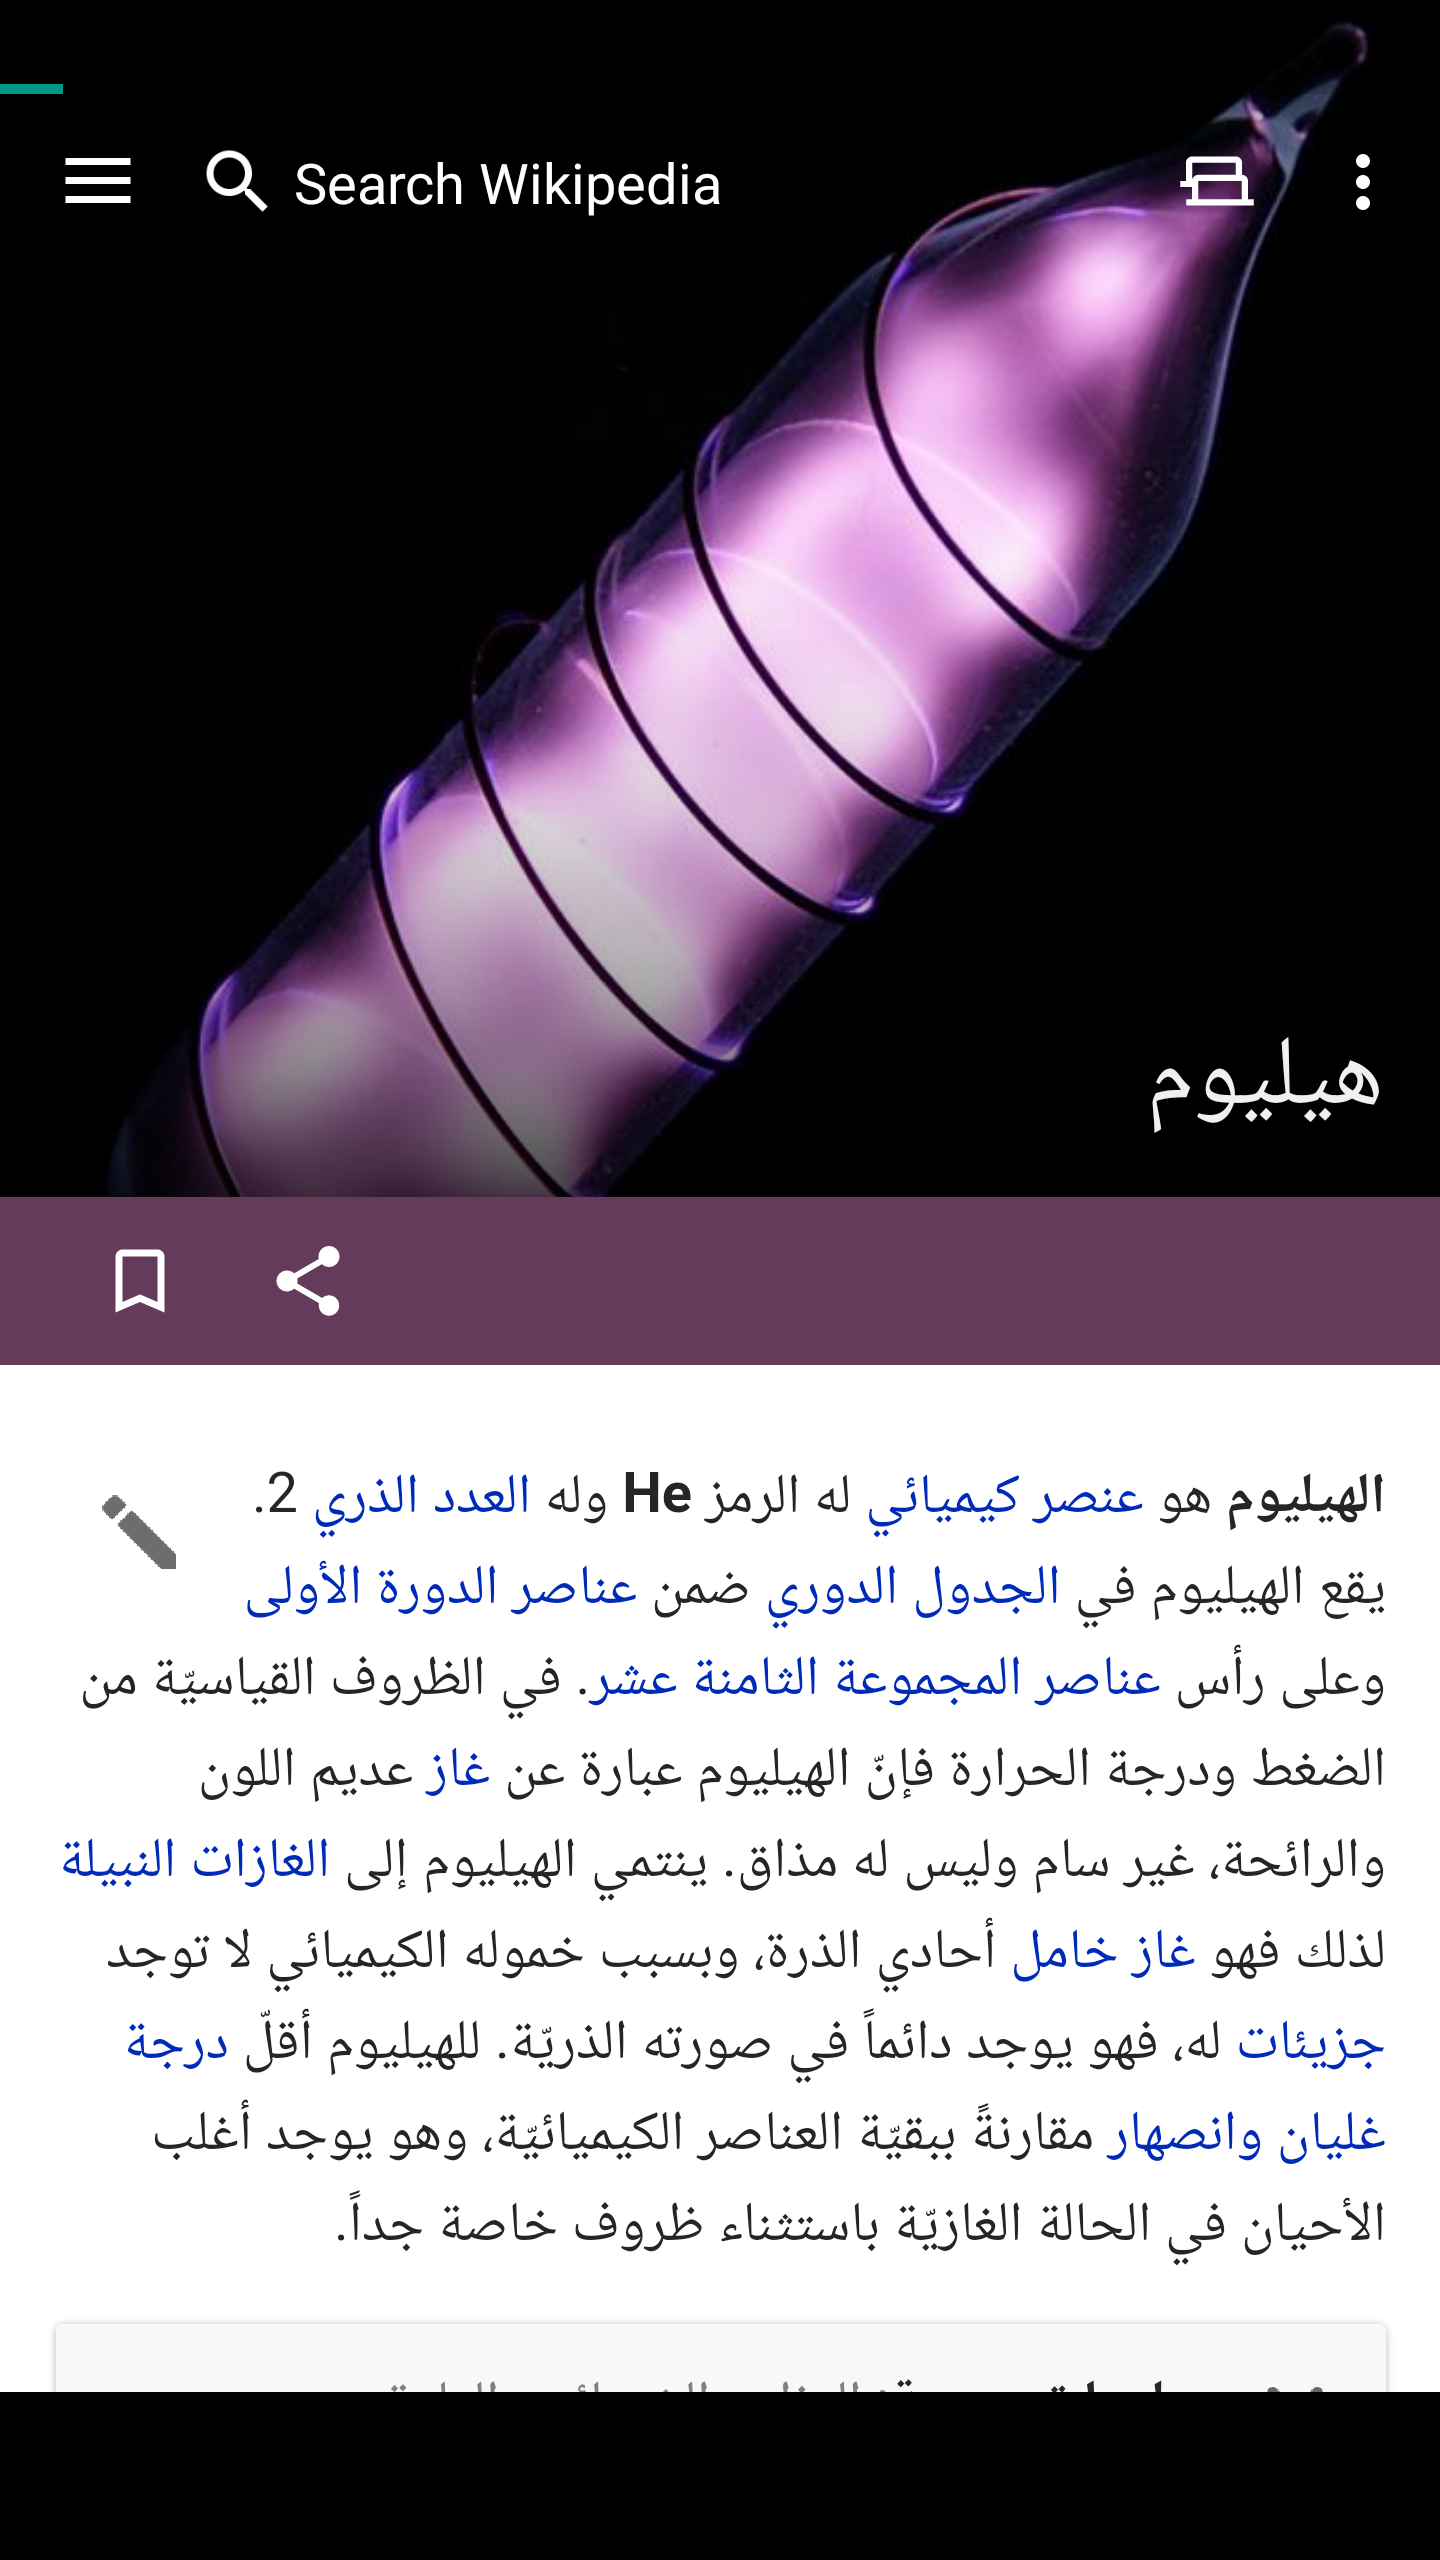 Search Wikipedia
هيليوم
الهيليوم هو عنصر كيميائي له الرمز He وله العدد الذري 2.
يقع الهيليوم في الجدول الدوري ضمن عناصر الدورة الأولى
وعلى رأس عناصر المجموعة الثامنة عشر. في الظروف القياسيّة من
الضغط ودرجة الحرارة فإنّ الهيليوم عبارة عن غاز عديم اللون
والرائحة، غير سام وليس له مذاق. ينتمي الهيليوم إلى الغازات النبيلة
لذلك فهو غاز خامل أحادي الذرة، وبسبب خموله الكيميائي لا توجد
جزيئات له، فهو يوجد دائماً في صورته الذريّة. للهيليوم أقلّ درجة
غليان وانصهار مقارنةً ببقيّة العناصر الكيميائيّة، وهو يوجد أغلب
الأحيان في الحالة الغازيّة باستثناء ظروف خاصة جداً.